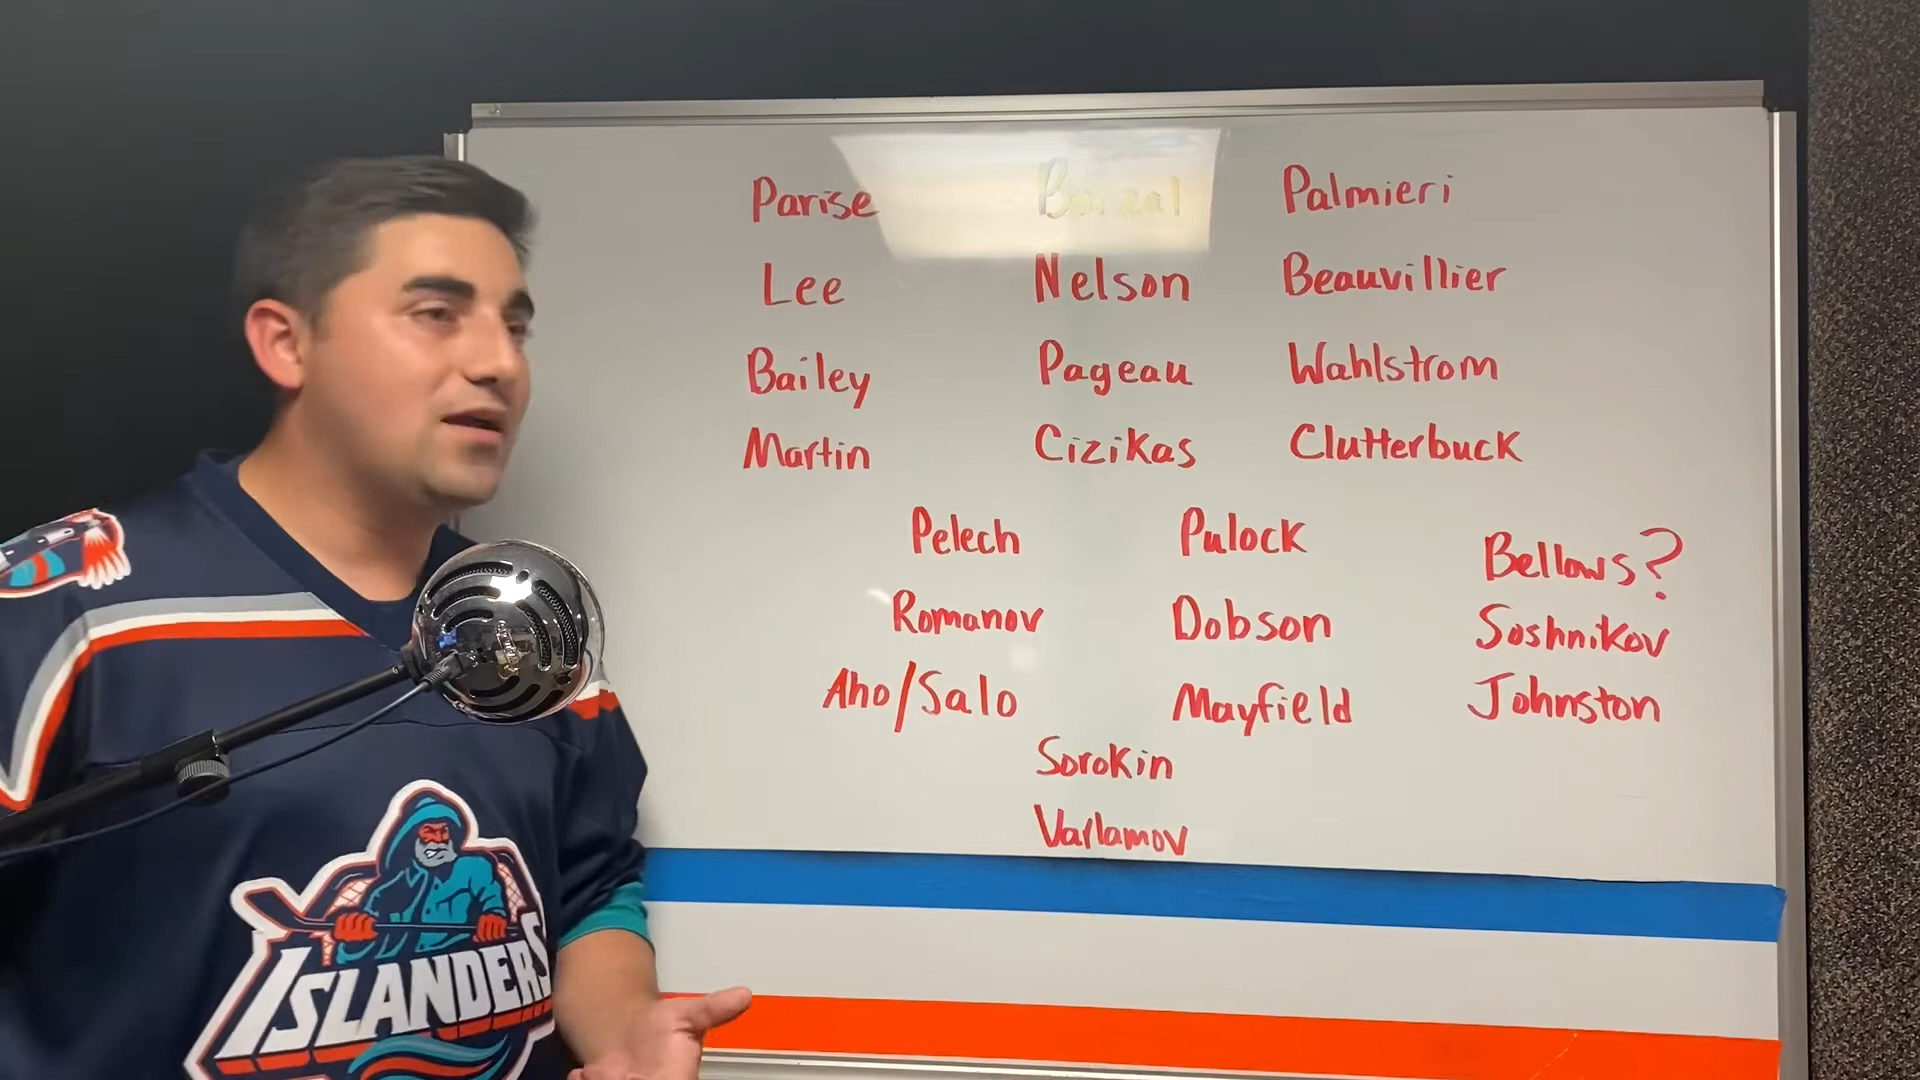 Parise Barzal Palmieri
Lee Nelson Beauvillier
Bailey Pageau Wahlstrom
Martin Cizikas Clutterbuck
Pelech Pulock Bellows?
Romanov Dobson Soshnikov
Aho/Salo Mayfield Johnston
Sorokin
Varlamov
ISLANDERS